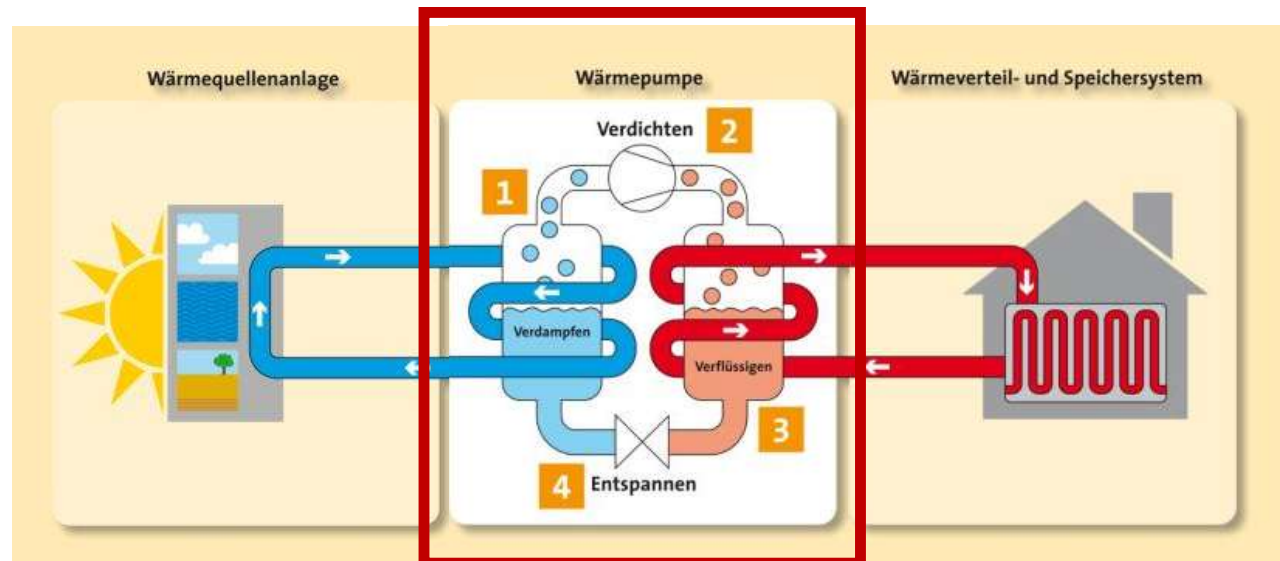 Wärmequellenanlage
Wärmepumpe
Wärmeverteil- und Speichersystem
Verdichten 2
1
Verdampfen
Verflüssigen
3
4 Entspannen